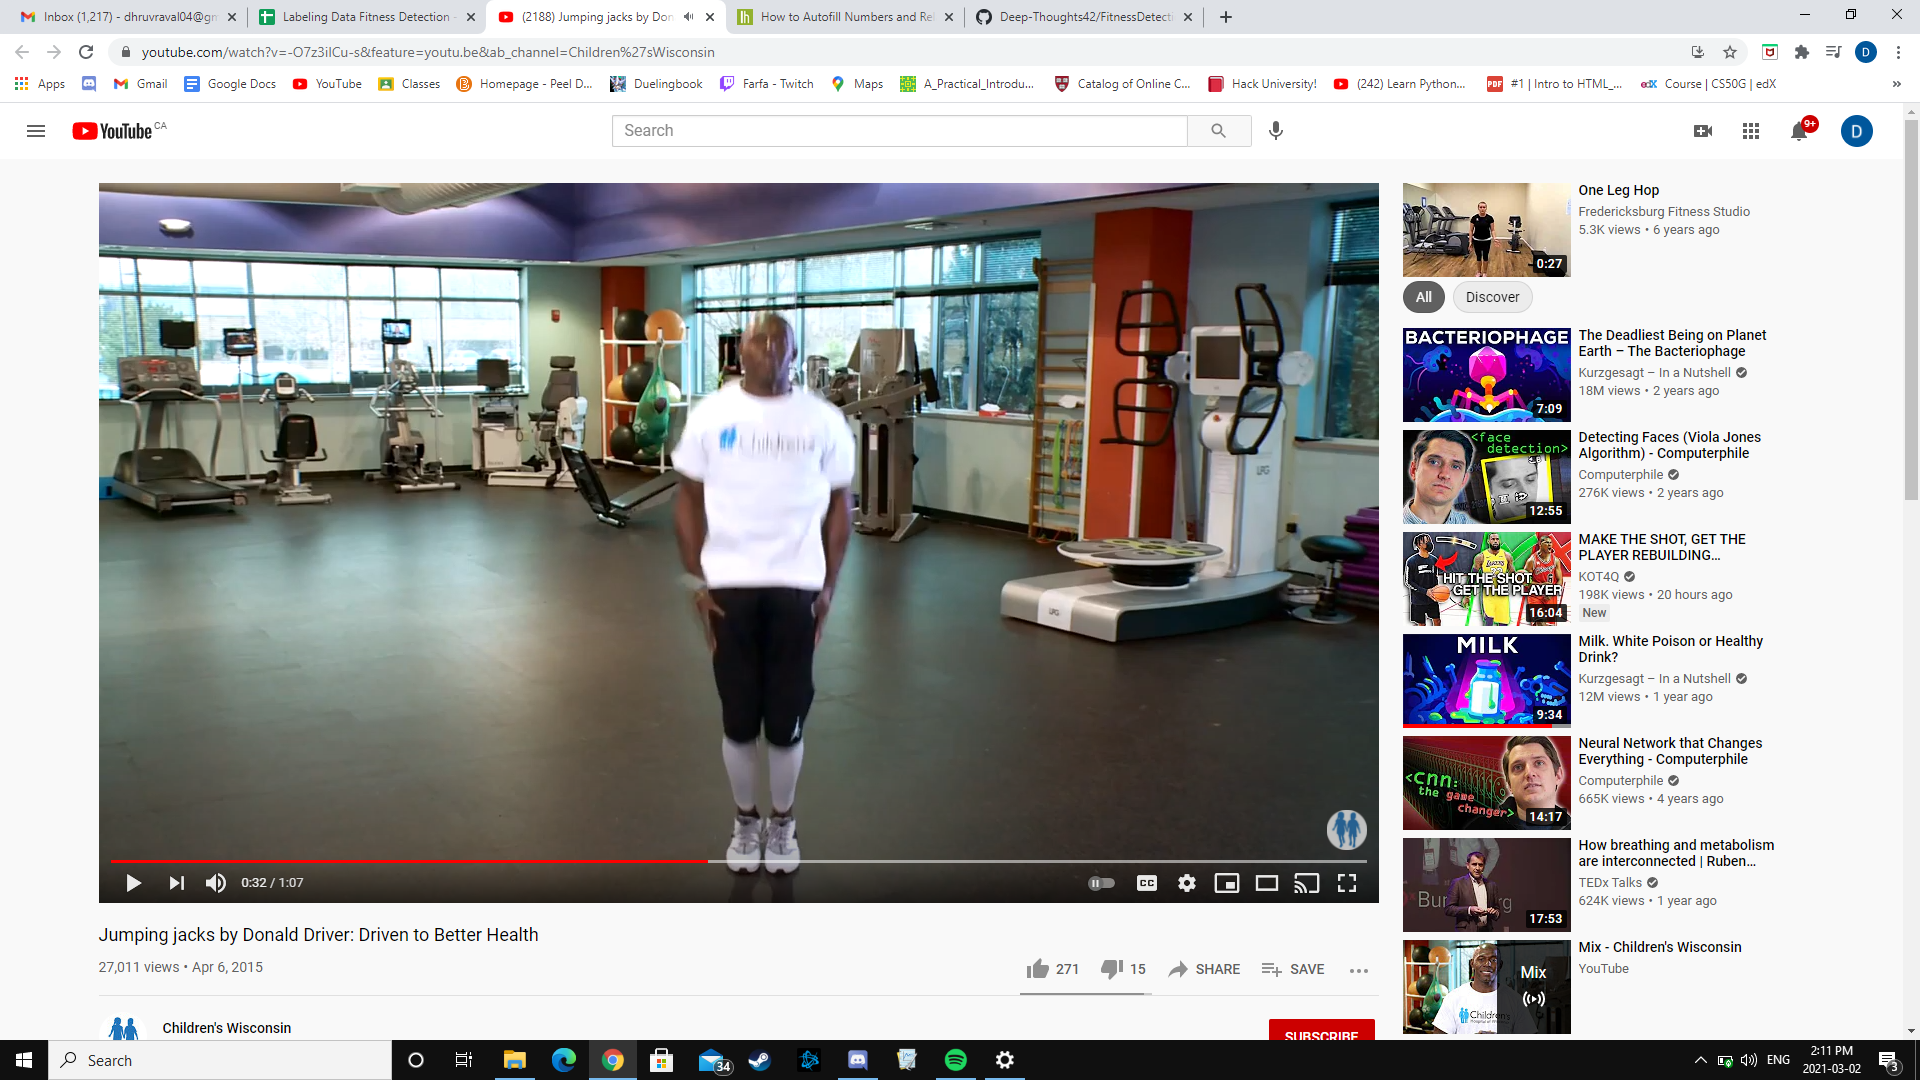 Inbox (1,217) - dhruvraval04@gm
Labeling Data Fitness Detection -
(2188) Jumping jacks by Don
How to Autofill Numbers and Re
Deep-Thoughts42/FitnessDetecti
youtube.com/watch?v=-O7z3ilCu-s&feature=youtu.be&ab_channel=Children%27sWisconsin
D
Apps
Gmail
Google Docs
YouTube
Classes
Homepage - Peel D...
Duelingbook
Farfa - Twitch
Maps
A_Practical_Introdu...
Catalog of Online C...
Hack University!
(242) Learn Python...
#1 | Intro to HTML_...
Course | CS50G | edX
YouTube CA
Search
9+
D
Children's
LPG
LPG
0:32 / 1:07
CC
Jumping jacks by Donald Driver: Driven to Better Health
27,011 views • Apr 6, 2015
271
15
SHARE
SAVE
Children's Wisconsin
SUBSCRIBE
0:27
One Leg Hop
Fredericksburg Fitness Studio
5.3K views • 6 years ago
All
Discover
BACTERIOPHAGE
7:09
The Deadliest Being on Planet
Earth – The Bacteriophage
Kurzgesagt – In a Nutshell
18M views • 2 years ago
<face
detection>
12:55
Detecting Faces (Viola Jones
Algorithm) - Computerphile
Computerphile
276K views • 2 years ago
HIT THE SHOT
GET THE PLAYER
16:04
MAKE THE SHOT, GET THE
PLAYER REBUILDING...
KOT4Q
198K views • 20 hours ago
New
MILK
9:34
Milk. White Poison or Healthy
Drink?
Kurzgesagt – In a Nutshell
12M views • 1 year ago
<cnn:
the game
changer>
14:17
Neural Network that Changes
Everything - Computerphile
Computerphile
665K views • 4 years ago
17:53
How breathing and metabolism
are interconnected | Ruben...
TEDx Talks
624K views • 1 year ago
Children's
Mix
Mix - Children's Wisconsin
YouTube
Search
34
ENG
2:11 PM
2021-03-02
3